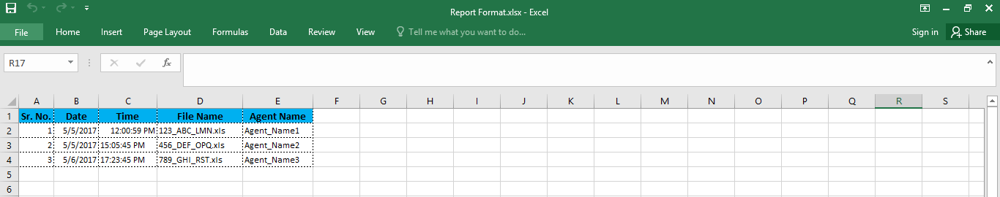 Report Format.xlsx - Excel
File Home Insert Page Layout Formulas Data Review View Tell me what you want to do... Sign in Share
R17 fx
A B C D E F G H I J K L M N O P Q R S
1 Sr. No. Date Time File Name Agent Name
2 1 5/5/2017 12:00:59 PM 123_ABC_LMN.xls Agent_Name1
3 2 5/5/2017 15:05:45 PM 456_DEF_OPQ.xls Agent_Name2
4 3 5/6/2017 17:23:45 PM 789_GHI_RST.xls Agent_Name3
5
6